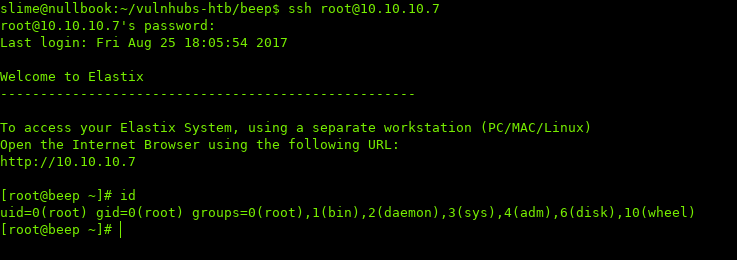 slime@nullbook:~/vulnhubs-htb/beep$ ssh root@10.10.10.7
root@10.10.10.7's password:
Last login: Fri Aug 25 18:05:54 2017
Welcome to Elastix
----------------------------------------------------
To access your Elastix System, using a separate workstation (PC/MAC/Linux)
Open the Internet Browser using the following URL:
http://10.10.10.7
[root@beep ~]# id
uid=0(root) gid=0(root) groups=0(root),1(bin),2(daemon),3(sys),4(adm),6(disk),10(wheel)
[root@beep ~]#